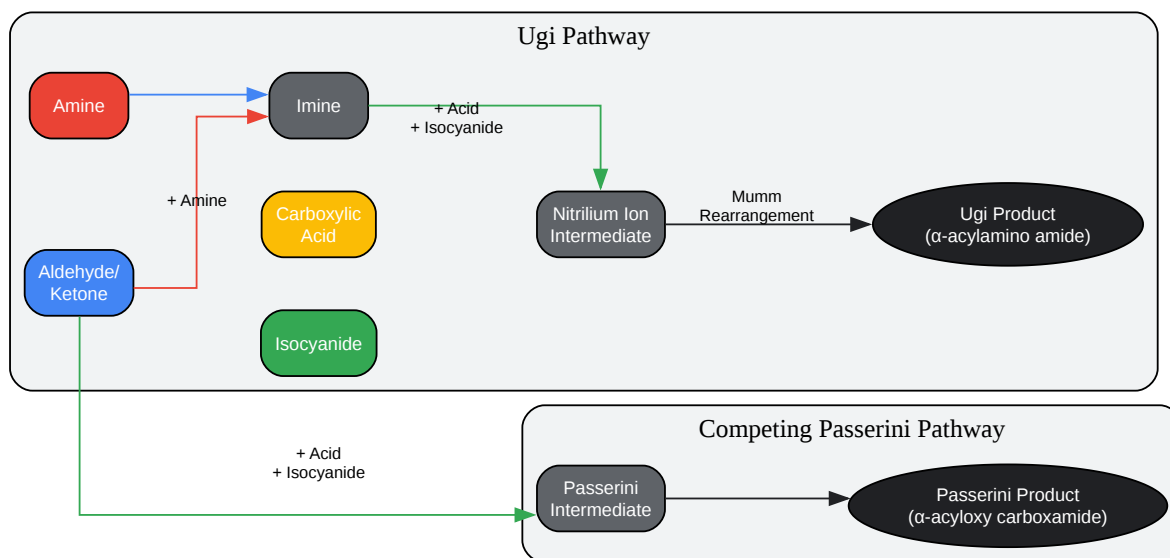 Ugi Pathway
Amine
Imine
+ Acid
+ Isocyanide
+ Amine
Carboxylic
Acid
Nitrilium Ion
Intermediate
Mumm
Rearrangement
Ugi Product
(α-acylamino amide)
Aldehyde/
Ketone
Isocyanide
Competing Passerini Pathway
+ Acid
+ Isocyanide
Passerini
Intermediate
Passerini Product
(α-acyloxy carboxamide)